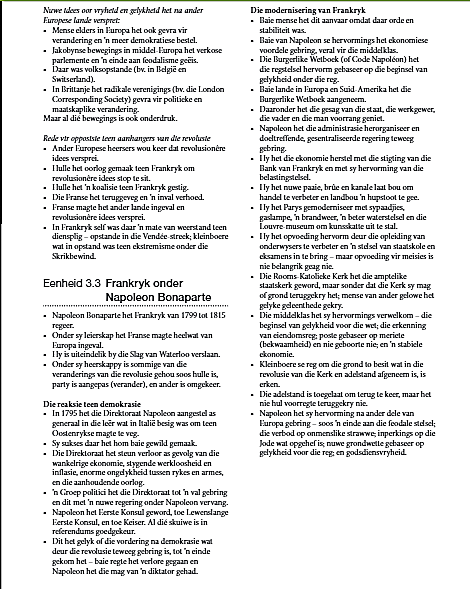 Nuwe idees oor vryheid en gelykheid het na ander
Europese lande versprei:
• Mense elders in Europa het ook gevra vir
verandering en 'n meer demokratiese bestel.
• Jakobynse bewegings in middel-Europa het verkose
parlemente en 'n einde aan feodalisme geëis.
• Daar was volksopstande (bv. in België en
Switserland).
• In Brittanje het radikale verenigings (bv. die London
Corresponding Society) gevra vir politieke en
maatskaplike verandering.
Maar al dié bewegings is ook onderdruk.
Rede vir opposisie teen aanhangers van die revolusie
• Ander Europese heersers wou keer dat revolusionêre
idees versprei.
• Hulle het oorlog gemaak teen Frankryk om
revolusionêre idees stop te sit.
• Hulle het 'n koalisie teen Frankryk gestig.
• Die Franse het teruggeveg en 'n inval verhoed.
• Franse magte het ander lande ingeval en
revolusionêre idees versprei.
• In Frankryk self was daar 'n mate van weerstand teen
diensplig – opstande in die Vendée-streek; kleinboere
wat in opstand was teen ekstremisme onder die
Skrikbewind.
Eenheid 3.3 Frankryk onder
Napoleon Bonaparte
• Napoleon Bonaparte het Frankryk van 1799 tot 1815
regeer.
• Onder sy leierskap het Franse magte heelwat van
Europa ingeval.
• Hy is uiteindelik by die Slag van Waterloo verslaan.
• Onder sy heerskappy is sommige van die
veranderings van die revolusie gehou soos hulle is,
party is aangepas (verander), en ander is omgekeer.
Die reaksie teen demokrasie
• In 1795 het die Direktoraat Napoleon aangestel as
generaal in die leër wat in Italië besig was om teen
Oostenrykse magte te veg.
• Sy sukses daar het hom baie gewild gemaak.
• Die Direktoraat het steun verloor as gevolg van die
wankelrige ekonomie, stygende werkloosheid en
inflasie, enorme ongelykheid tussen rykes en armes,
en die aanhoudende oorlog.
• 'n Groep politici het die Direktoraat tot 'n val gebring
en dit met 'n nuwe regering onder Napoleon vervang.
• Napoleon het Eerste Konsul geword, toe Lewenslange
Eerste Konsul, en toe Keiser. Al dié skuiwe is in
referendums goedgekeur.
• Dit het gelyk of die vordering na demokrasie wat
deur die revolusie teweeg gebring is, tot 'n einde
gekom het – baie regte het verlore gegaan en
Napoleon het die mag van 'n diktator gehad.
Die modernisering van Frankryk
• Baie mense het dit aanvaar omdat daar orde en
stabiliteit was.
• Baie van Napoleon se hervormings het ekonomiese
voordele gebring, veral vir die middelklas.
• Die Burgerlike Wetboek (of Code Napoléon) het
die regstelsel hervorm gebaseer op die beginsel van
gelykheid onder die reg.
• Baie lande in Europa en Suid-Amerika het die
Burgerlike Wetboek aangeneem.
• Daaronder het die gesag van die staat, die werkgewer,
die vader en die man voorrang geniet.
• Napoleon het die administrasie herorganiseer en
doeltreffende, gesentraliseerde regering teweeg
gebring.
• Hy het die ekonomie herstel met die stigting van die
Bank van Frankryk en met sy hervorming van die
belastingstelsel.
• Hy het nuwe paaie, brûe en kanale laat bou om
handel te verbeter en landbou 'n hupstoot te gee.
• Hy het Parys gemoderniseer met sypaadjies,
gaslampe, 'n brandweer, 'n beter waterstelsel en die
Louvre-museum om kunsskatte uit te stal.
• Hy het opvoeding hervorm deur die opleiding van
onderwysers te verbeter en 'n stelsel van staatskole en
eksamens in te bring – maar opvoeding vir meisies is
nie belangrik geag nie.
• Die Rooms-Katolieke Kerk het die amptelike
staatskerk geword, maar sonder dat die Kerk sy mag
of grond teruggekry het; mense van ander gelowe het
gelyke geleenthede gekry.
• Die middelklas het sy hervormings verwelkom – die
beginsel van gelykheid voor die wet; die erkenning
van eiendomsreg; poste gebaseer op meriete
(bekwaamheid) en nie geboorte nie; en 'n stabiele
ekonomie.
• Kleinboere se reg om die grond te besit wat in die
revolusie van die Kerk en adelstand afgeneem is, is
erken.
• Die adelstand is toegelaat om terug te keer, maar het
nie hul voorregte teruggekry nie.
• Napoleon het sy hervorming na ander dele van
Europa gebring – soos 'n einde aan die feodale stelsel;
die verbod op onmenslike strawwe; inperkings op die
Jode wat opgehef is; nuwe grondwette gebaseer op
gelykheid voor die reg; en godsdiensvryheid.